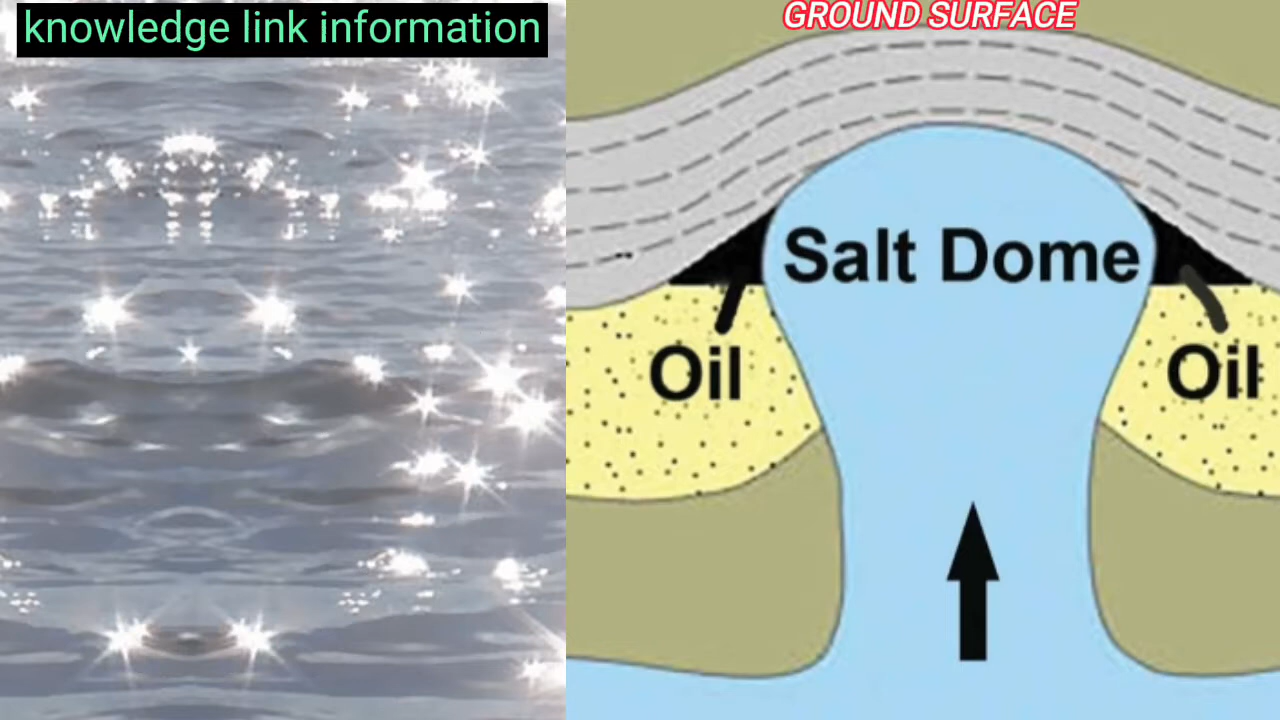 knowledge link information
GROUND SURFACE
Salt Dome
Oil
Oil